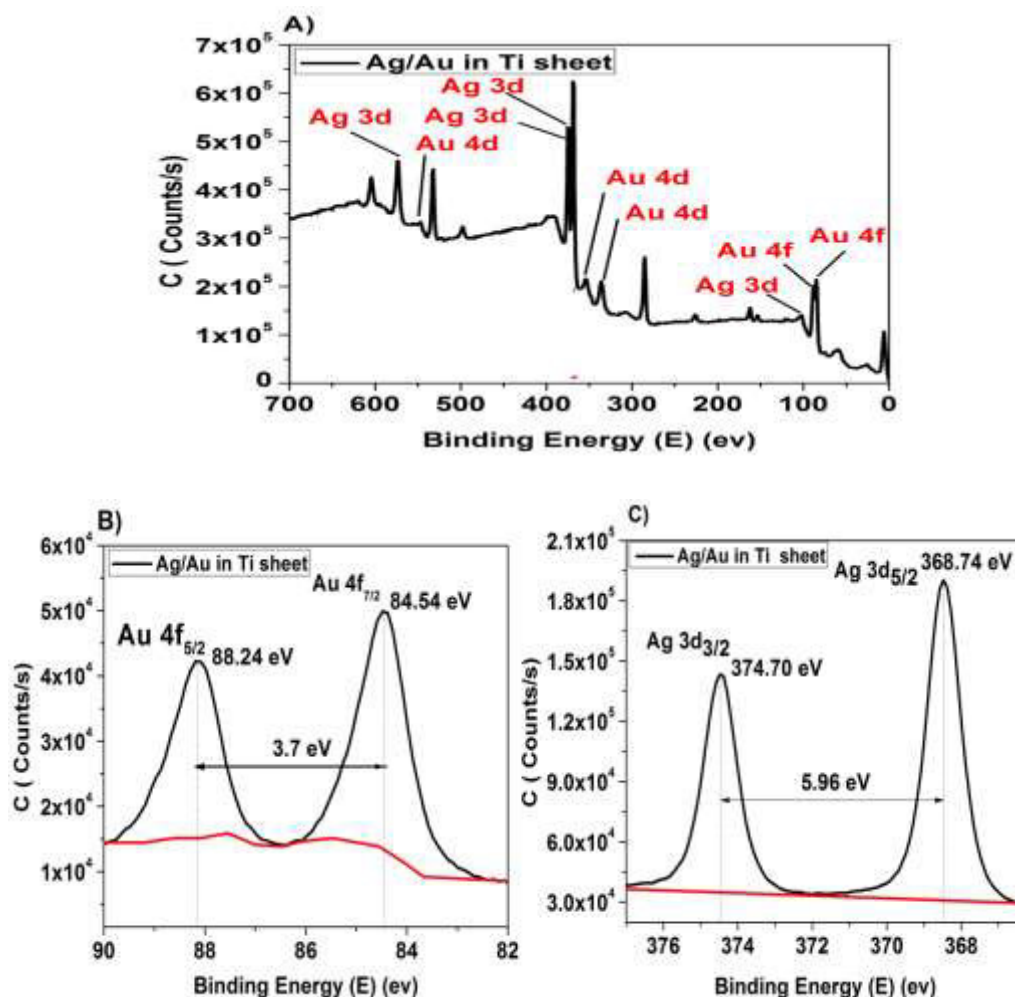 A)
7x10⁵
6x10⁵
5x10⁵
4x10⁵
3x10⁵
2x10⁵
1x10⁵
0
C ( Counts/s)
Ag/Au in Ti sheet
Ag 3d
Ag 3d
Ag 3d
Au 4d
Au 4d
Au 4d
Au 4f
Au 4f
Ag 3d
700 600 500 400 300 200 100 0
Binding Energy (E) (ev)
B)
6x10⁴
5x10⁴
4x10⁴
3x10⁴
2x10⁴
1x10⁴
C ( Counts/s)
Ag/Au in Ti sheet
Au 4f7/2
84.54 eV
Au 4f5/2
88.24 eV
3.7 eV
90 88 86 84 82
Binding Energy (E) (ev)
C)
2.1x10⁵
1.8x10⁵
1.5x10⁵
1.2x10⁵
9.0x10⁴
6.0x10⁴
3.0x10⁴
C ( Counts/s)
Ag/Au in Ti sheet
Ag 3d5/2
368.74 eV
Ag 3d3/2
374.70 eV
5.96 eV
376 374 372 370 368
Binding Energy (E) (ev)